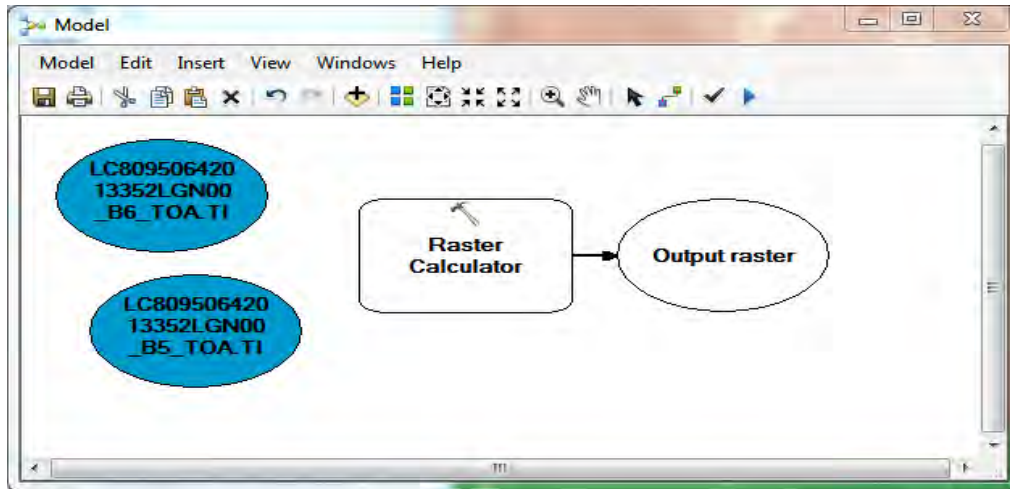 Model
Model Edit Insert View Windows Help
LC809506420
13352LGN00
_B6_TOA.TI
Raster
Calculator
Output raster
LC809506420
13352LGN00
_B5_TOA.TI